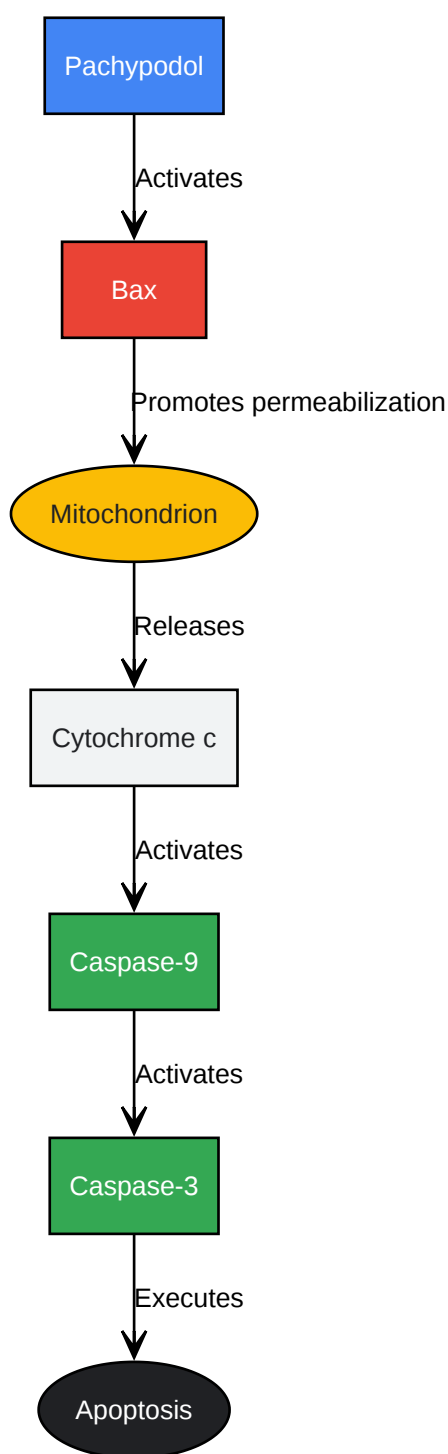 Pachypodol
Activates
Bax
Promotes permeabilization
Mitochondrion
Releases
Cytochrome c
Activates
Caspase-9
Activates
Caspase-3
Executes
Apoptosis